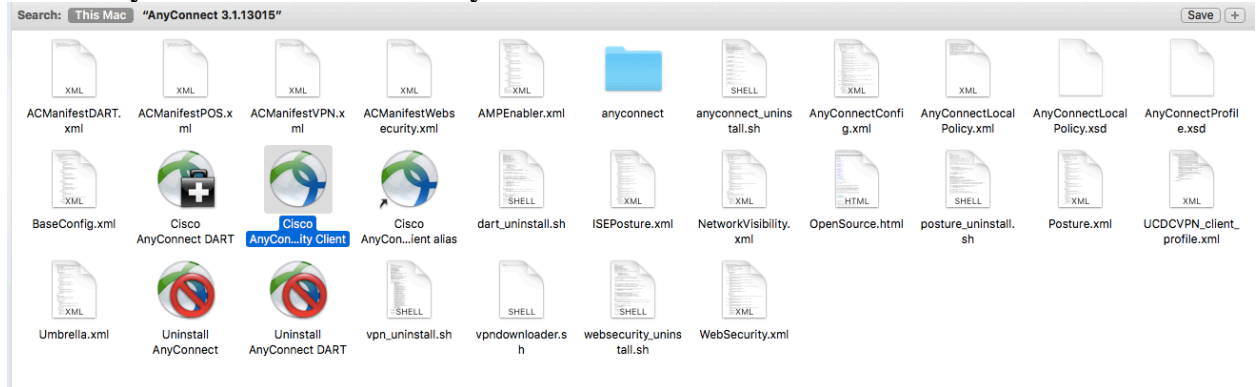 Search: This Mac "AnyConnect 3.1.13015" Save +
XML XML XML XML XML SHELL XML XML
ACManifestDART. ACManifestPOS.x ACManifestVPN.x ACManifestWebs AMPEnabler.xml anyconnect anyconnect_unins AnyConnectConfi AnyConnectLocal AnyConnectLocal AnyConnectProfil
xml ml ml ecurity.xml tall.sh g.xml Policy.xml Policy.xsd e.xsd
XML SHELL XML XML HTML SHELL XML XML
BaseConfig.xml Cisco Cisco Cisco dart_uninstall.sh ISEPosture.xml NetworkVisibility. OpenSource.html posture_uninstall. Posture.xml UCDCVPN_client_
AnyConnect DART AnyCon...ity Client AnyCon...ient alias xml sh profile.xml
XML SHELL SHELL SHELL XML
Umbrella.xml Uninstall Uninstall vpn_uninstall.sh vpndownloader.s websecurity_unins WebSecurity.xml
AnyConnect AnyConnect DART h tall.sh